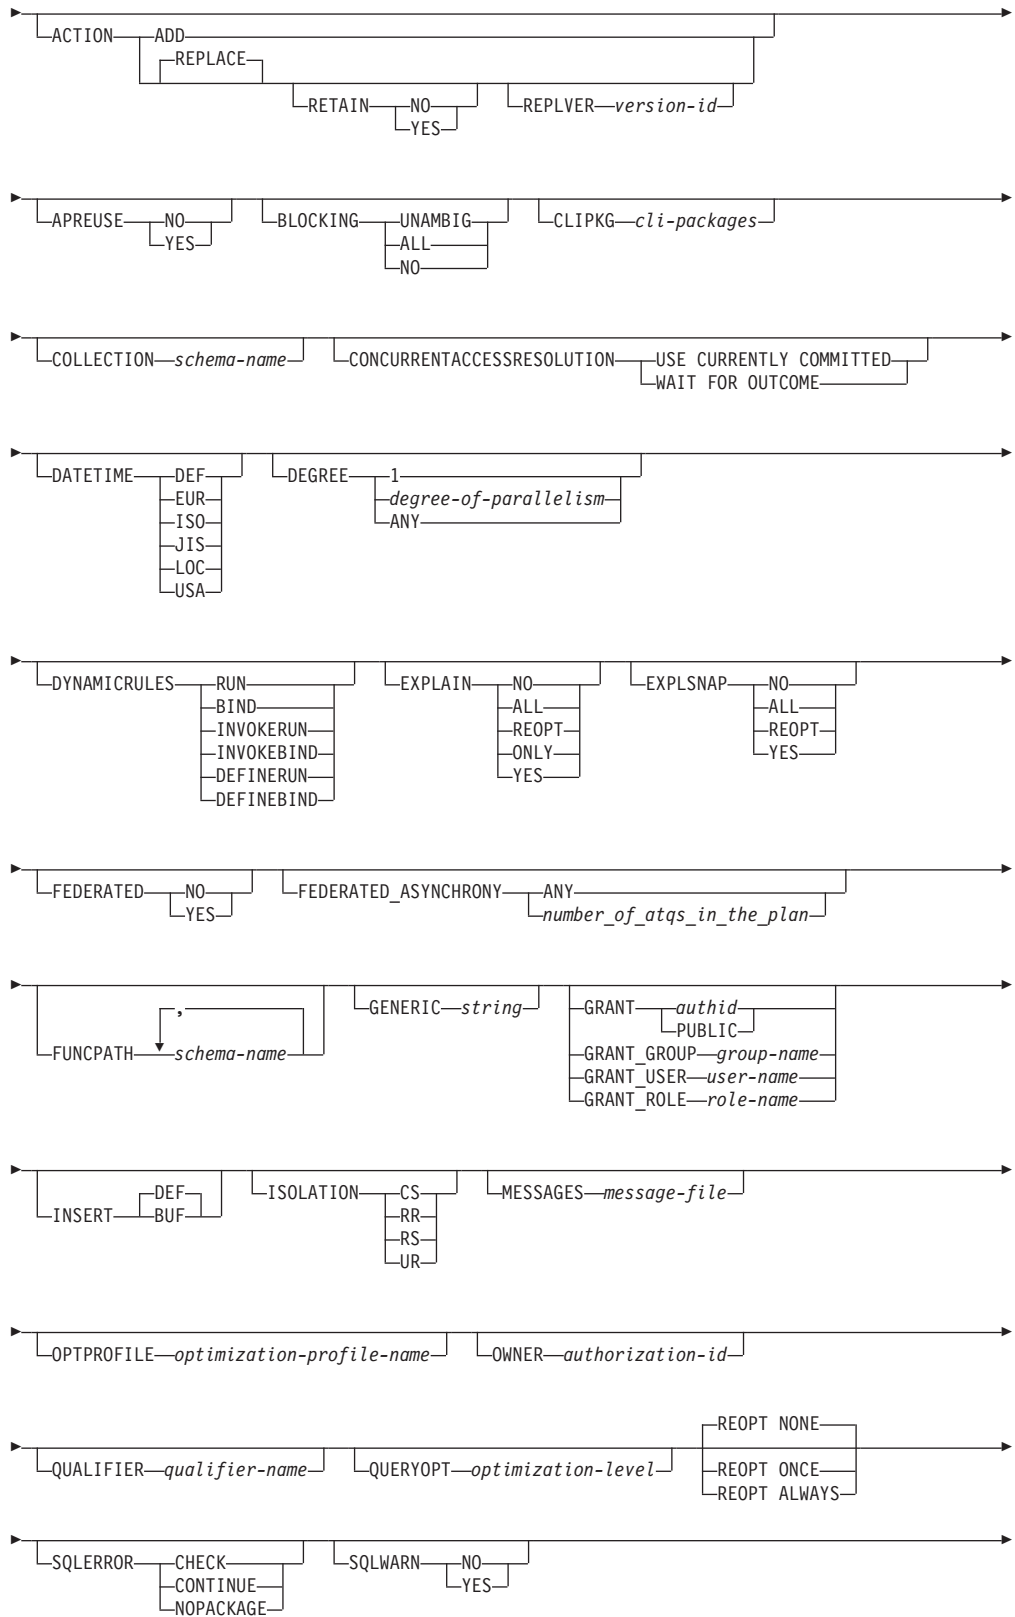 ACTION ADD
REPLACE
RETAIN NO REPLVER version-id
YES
APREUSE NO BLOCKING UNAMBIG CLIPKG cli-packages
YES ALL
NO
COLLECTION schema-name CONCURRENTACCESSRESOLUTION USE CURRENTLY COMMITTED
WAIT FOR OUTCOME
DATETIME DEF DEGREE 1
EUR degree-of-parallelism
ISO ANY
JIS
LOC
USA
DYNAMICRULES RUN EXPLAIN NO EXPLSNAP NO
BIND ALL ALL
INVOKERUN REOPT REOPT
INVOKEBIND ONLY YES
DEFINERUN YES
DEFINEBIND
FEDERATED NO FEDERATED_ASYNCHRONY ANY
YES number_of_atqs_in_the_plan
, GENERIC string GRANT authid
PUBLIC
FUNCPATH schema-name GRANT_GROUP group-name
GRANT_USER user-name
GRANT_ROLE role-name
DEF ISOLATION CS MESSAGES message-file
INSERT BUF RR
RS
UR
OPTPROFILE optimization-profile-name OWNER authorization-id
REOPT NONE
QUALIFIER qualifier-name QUERYOPT optimization-level REOPT ONCE
REOPT ALWAYS
SQLERROR CHECK SQLWARN NO
CONTINUE YES
NOPACKAGE